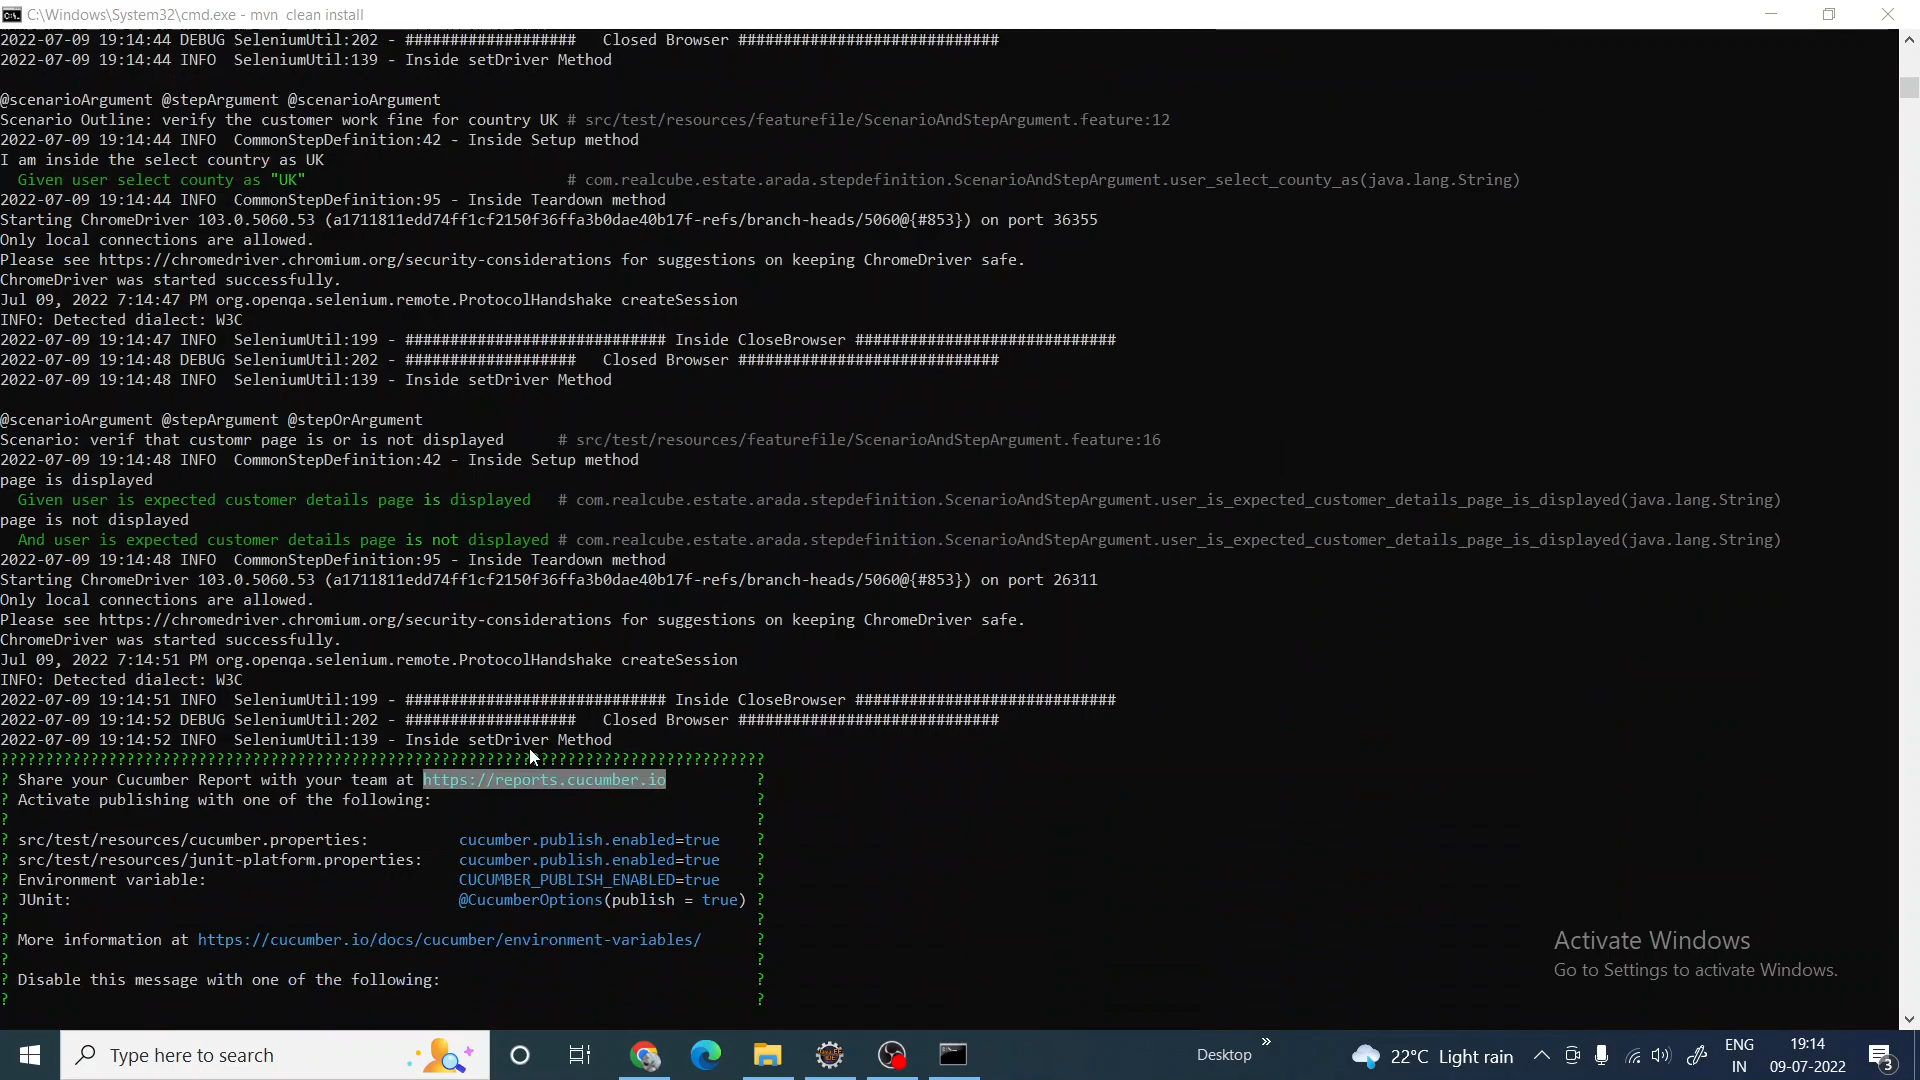 C:\Windows\System32\cmd.exe - mvn  clean install
2022-07-09 19:14:44 DEBUG SeleniumUtil:202 - ###################   Closed Browser #############################
2022-07-09 19:14:44 INFO  SeleniumUtil:139 - Inside setDriver Method
@scenarioArgument @stepArgument @scenarioArgument
Scenario Outline: verify the customer work fine for country UK # src/test/resources/featurefile/ScenarioAndStepArgument.feature:12
2022-07-09 19:14:44 INFO  CommonStepDefinition:42 - Inside Setup method
I am inside the select country as UK
Given user select county as "UK" # com.realcube.estate.arada.stepdefinition.ScenarioAndStepArgument.user_select_county_as(java.lang.String)
2022-07-09 19:14:44 INFO  CommonStepDefinition:95 - Inside Teardown method
Starting ChromeDriver 103.0.5060.53 (a1711811edd74ff1cf2150f36ffa3b0dae40b17f-refs/branch-heads/5060@{#853}) on port 36355
Only local connections are allowed.
Please see https://chromedriver.chromium.org/security-considerations for suggestions on keeping ChromeDriver safe.
ChromeDriver was started successfully.
Jul 09, 2022 7:14:47 PM org.openqa.selenium.remote.ProtocolHandshake createSession
INFO: Detected dialect: W3C
2022-07-09 19:14:47 INFO  SeleniumUtil:199 - ############################# Inside CloseBrowser #############################
2022-07-09 19:14:48 DEBUG SeleniumUtil:202 - ###################   Closed Browser #############################
2022-07-09 19:14:48 INFO  SeleniumUtil:139 - Inside setDriver Method
@scenarioArgument @stepArgument @stepOrArgument
Scenario: verif that customr page is or is not displayed # src/test/resources/featurefile/ScenarioAndStepArgument.feature:16
2022-07-09 19:14:48 INFO  CommonStepDefinition:42 - Inside Setup method
page is displayed
Given user is expected customer details page is displayed # com.realcube.estate.arada.stepdefinition.ScenarioAndStepArgument.user_is_expected_customer_details_page_is_displayed(java.lang.String)
page is not displayed
And user is expected customer details page is not displayed # com.realcube.estate.arada.stepdefinition.ScenarioAndStepArgument.user_is_expected_customer_details_page_is_displayed(java.lang.String)
2022-07-09 19:14:48 INFO  CommonStepDefinition:95 - Inside Teardown method
Starting ChromeDriver 103.0.5060.53 (a1711811edd74ff1cf2150f36ffa3b0dae40b17f-refs/branch-heads/5060@{#853}) on port 26311
Only local connections are allowed.
Please see https://chromedriver.chromium.org/security-considerations for suggestions on keeping ChromeDriver safe.
ChromeDriver was started successfully.
Jul 09, 2022 7:14:51 PM org.openqa.selenium.remote.ProtocolHandshake createSession
INFO: Detected dialect: W3C
2022-07-09 19:14:51 INFO  SeleniumUtil:199 - ############################# Inside CloseBrowser #############################
2022-07-09 19:14:52 DEBUG SeleniumUtil:202 - ###################   Closed Browser #############################
2022-07-09 19:14:52 INFO  SeleniumUtil:139 - Inside setDriver Method
?????????????????????????????????????????????????????????????????????????????????????
? Share your Cucumber Report with your team at https://reports.cucumber.io ?
? Activate publishing with one of the following: ?
? ?
? src/test/resources/cucumber.properties: cucumber.publish.enabled=true ?
? src/test/resources/junit-platform.properties: cucumber.publish.enabled=true ?
? Environment variable: CUCUMBER_PUBLISH_ENABLED=true ?
? JUnit: @CucumberOptions(publish = true) ?
? ?
? More information at https://cucumber.io/docs/cucumber/environment-variables/ ?
? ?
? Disable this message with one of the following: ?
? ?
Activate Windows
Go to Settings to activate Windows.
Type here to search
Desktop
22°C Light rain
ENG
IN
19:14
09-07-2022
3